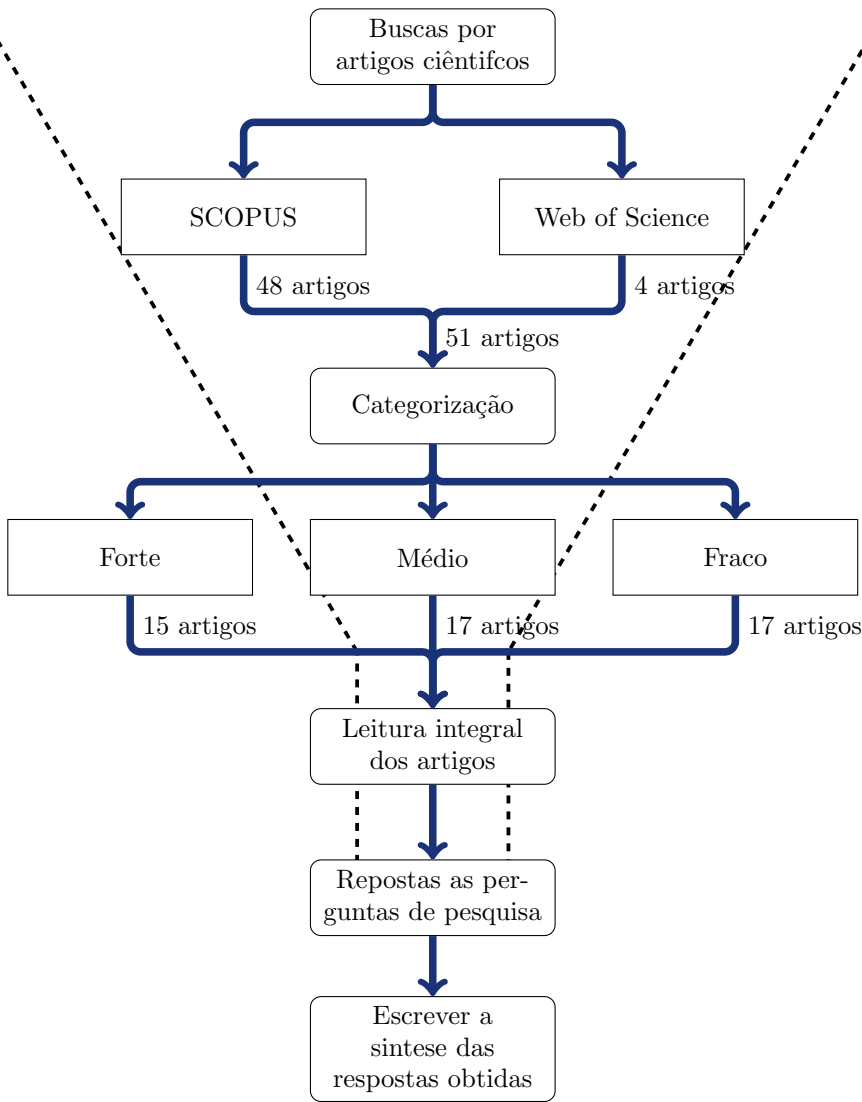 Buscas por
artigos ciêntifcos
SCOPUS
Web of Science
48 artigos
4 artigos
51 artigos
Categorização
Forte
Médio
Fraco
15 artigos
17 artigos
17 artigos
Leitura integral
dos artigos
Repostas as per-
guntas de pesquisa
Escrever a
sintese das
respostas obtidas